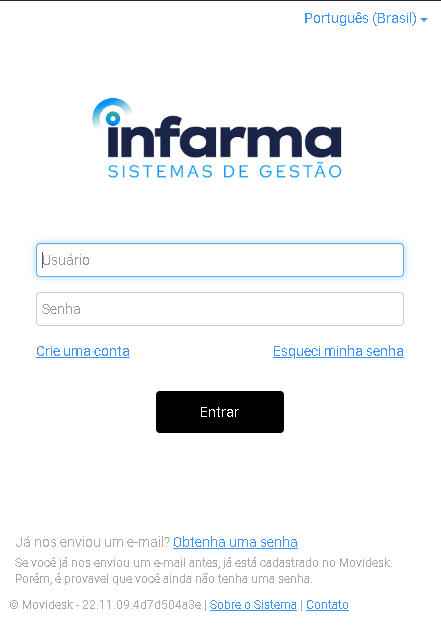 Português (Brasil)
infarma
SISTEMAS DE GESTÃO
Usuário
Senha
Crie uma conta Esqueci minha senha
Entrar
Já nos enviou um e-mail? Obtenha uma senha
Se você já nos enviou um e-mail antes, já está cadastrado no Movidesk.
Porém, é provavel que você ainda não tenha uma senha.
© Movidesk - 22.11.09.4d7d504a3e | Sobre o Sistema | Contato